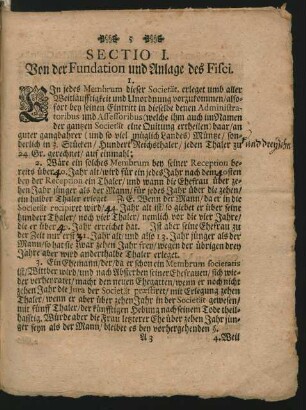 5
SECTIO I.
Von der Fundation und Anlage des Fisci.
1.
EIn jedes Membrum dieser Societät, erleget umb aller
Weitläufftigkeit und Unordnung vorzukommen/also-
fort bey seinen Eintritt in dieselbe denen Administra-
toribus und Assessoribus (welche ihm auch im Namen
der gantzen Societät eine Quitung ertheilen) baar/an
guter gangbahrer (und so viel möglich Landes) Müntze, son-
derlich in Stücken/Hundert Reichsthaler/ jeden Thaler zu
24. Gr. gerechnet/ auf einmahl;
2. Wäre ein solches Membrum bey seiner Reception be-
reits über 40. Jahr alt/wird für jedes Jahr nach dem 40sten
bey der Reception ein Thaler/ und wann die Ehefrau über ze-
hen Jahr jünger als der Mann/für jedes Jahr über die zehen/
ein halber Thaler erleget. J. E. Wenn der Mann/da er in die
Societät recipirt wird/44. Jahr alt ist/ so giebet er über seine
hundert Thaler/ noch vier Thaler/ nemlich vor die vier Jahr/
die er über 40. Jahr erreichet hat. Ist aber seine Ehefrau zu
der Zeit nur erst 31. Jahr alt/und also 13. Jahr jünger als der
Man/so hat sie zwar zehen Jahr frey/ wegen der übrigen drey
Jahre aber wird anderthalbe Thaler erleget.
3. Ein Ehemann/ der da er schon ein Membrum societatis
ist/Wittber wird/und nach Absterben seiner Ehefrauen/ sich wie-
der verheyratet/ macht den neuen Ehegatten/wenn er noch nicht
zehen Jahr die Jura der Societät præstiret/ mit Erlegung zehen
Thaler/ wenn er aber über zehen Jahr in der Societät gewesen/
mit fünff Thaler/der künfftigen Hebung nach seinem Tode theil-
hafftig. Würde aber die Frau letzterer Ehe über zehen Jahr jün-
ger seyn als der Mann/ bleibet es bey vorhergehenden §.
A 3
4. Weil